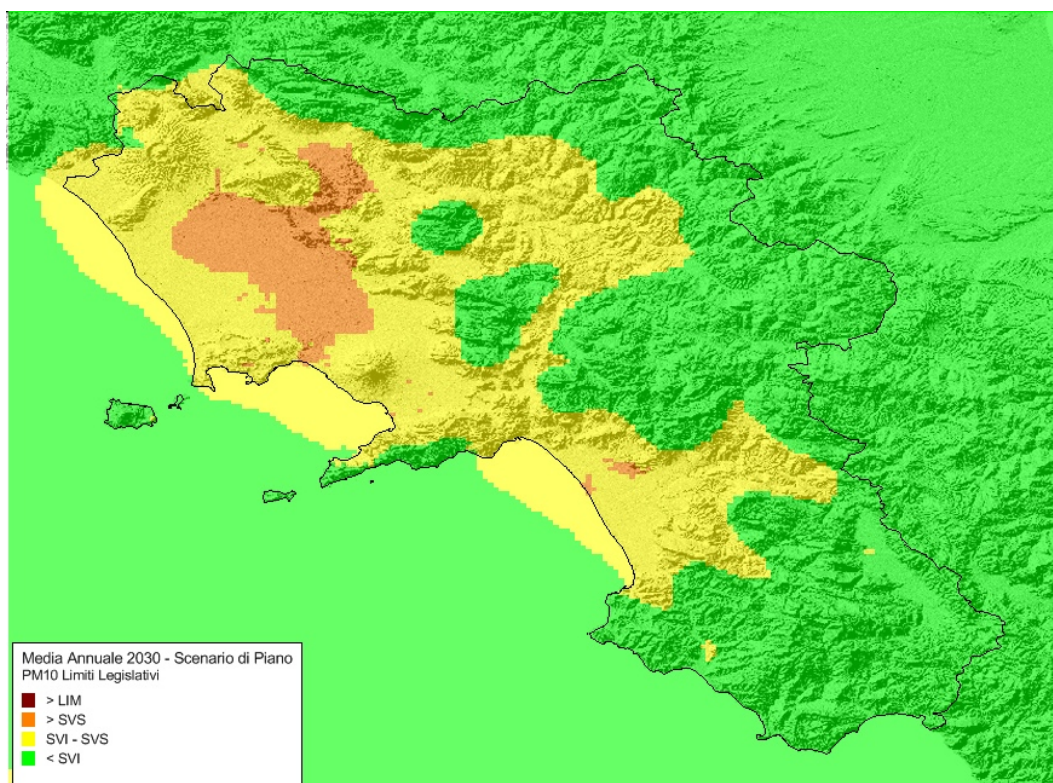 Media Annuale 2030 - Scenario di Piano
PM10 Limiti Legislativi
> LIM
> SVS
SVI - SVS
< SVI